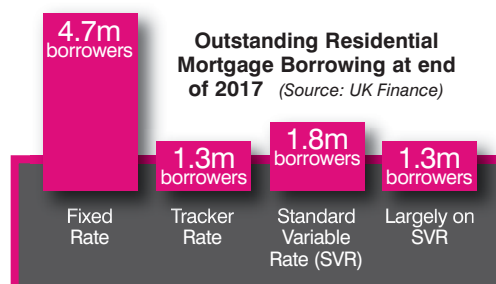 4.7m
borrowers
Outstanding Residential
Mortgage Borrowing at end
of 2017 (Source: UK Finance)
1.3m
borrowers
1.8m
borrowers
1.3m
borrowers
Fixed
Rate
Tracker
Rate
Standard
Variable
Rate (SVR)
Largely on
SVR